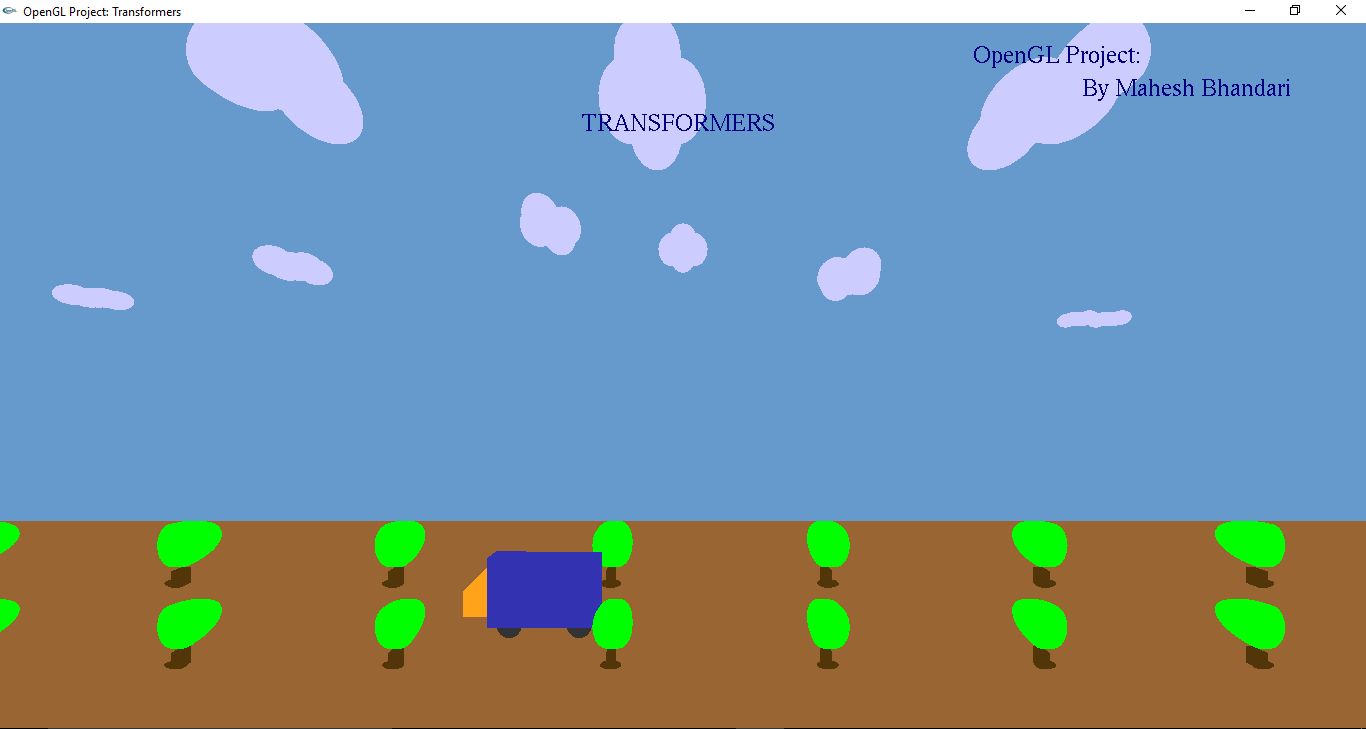 OpenGL Project: Transformers
OpenGL Project:
By Mahesh Bhandari
TRANSFORMERS